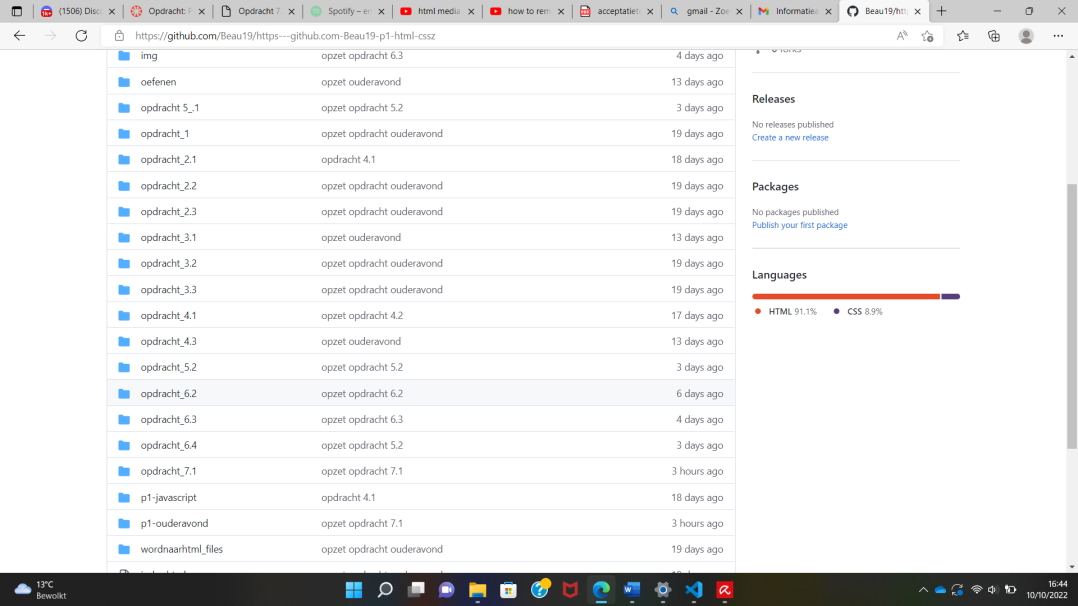 (1506) Disco
Opdracht: F
Opdracht 7
Spotify – en
html media
how to rem
acceptatiete
gmail - Zoe
Informatiea
Beau19/http
https://github.com/Beau19/https---github-com-Beau19-p1-html-cssz
img opzet opdracht 6.3 4 days ago
oefenen opzet ouderavond 13 days ago
opdracht 5_.1 opzet opdracht 5.2 3 days ago
opdracht_1 opzet opdracht ouderavond 19 days ago
opdracht_2.1 opdracht 4.1 18 days ago
opdracht_2.2 opzet opdracht ouderavond 19 days ago
opdracht_2.3 opzet opdracht ouderavond 19 days ago
opdracht_3.1 opzet ouderavond 13 days ago
opdracht_3.2 opzet opdracht ouderavond 19 days ago
opdracht_3.3 opzet opdracht ouderavond 19 days ago
opdracht_4.1 opzet opdracht 4.2 17 days ago
opdracht_4.3 opzet ouderavond 13 days ago
opdracht_5.2 opzet opdracht 5.2 3 days ago
opdracht_6.2 opzet opdracht 6.2 6 days ago
opdracht_6.3 opzet opdracht 6.3 4 days ago
opdracht_6.4 opzet opdracht 5.2 3 days ago
opdracht_7.1 opzet opdracht 7.1 3 hours ago
p1-javascript opdracht 4.1 18 days ago
p1-ouderavond opzet opdracht 7.1 3 hours ago
wordnaarhtml_files opzet opdracht ouderavond 19 days ago
0 forks
Releases
No releases published
Create a new release
Packages
No packages published
Publish your first package
Languages
HTML 91.1% CSS 8.9%
13°C
Bewolkt
16:44
10/10/2022